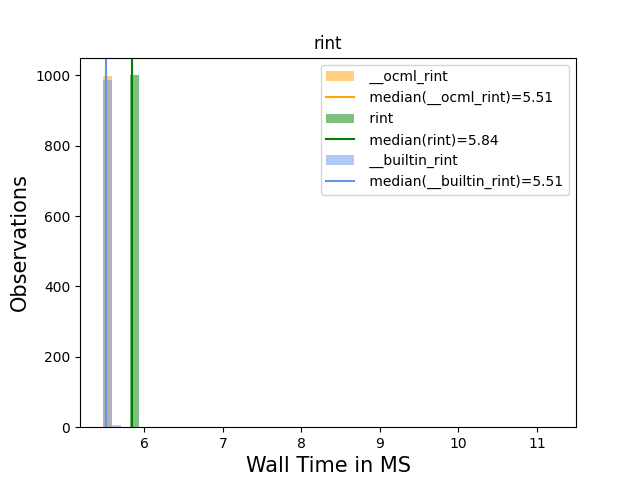 rint
1000
800
600
400
200
0
Observations
__ocml_rint
median(__ocml_rint)=5.51
rint
median(rint)=5.84
__builtin_rint
median(__builtin_rint)=5.51
6 7 8 9 10 11
Wall Time in MS